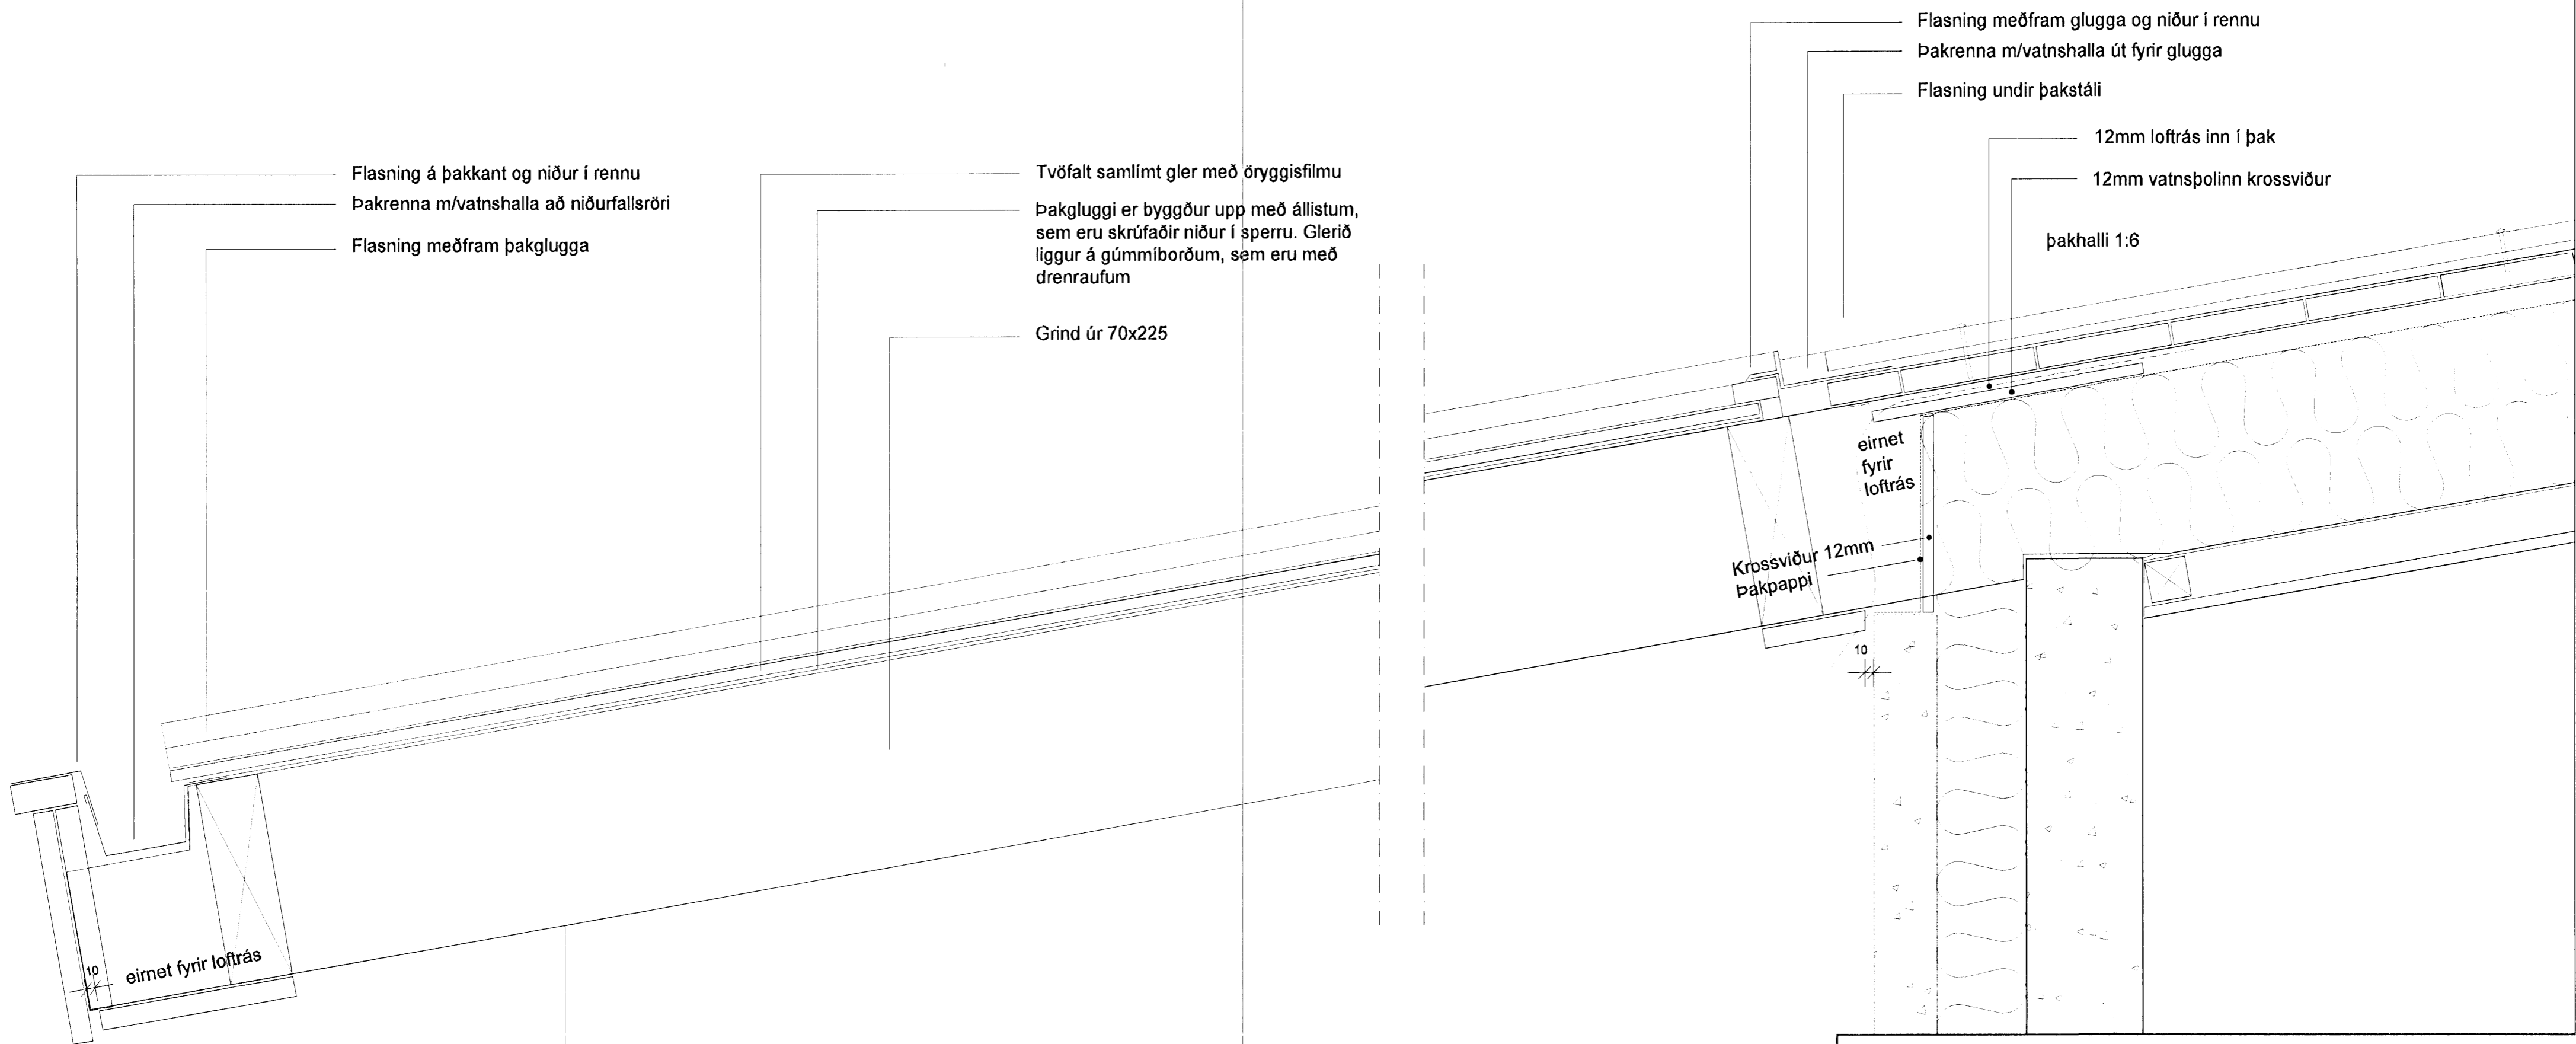 Flasning meðfram glugga og niður í rennu
Þakrenna m/vatnshalla út fyrir glugga
Flasning undir þakstáli
12mm loftrás inn í þak
12mm vatnsþolinn krossviður
þakhalli 1:6
Flasning á þakkant og niður í rennu
Þakrenna m/vatnshalla að niðurfallsröri
Flasning meðfram þakglugga
Tvöfalt samlímt gler með öryggisfilmu
Þakgluggi er byggður upp með állistum,
sem eru skrúfaðir niður í sperru. Glerið
liggur á gúmmíborðum, sem eru með
drenraufum
Grind úr 70x225
eirnet
fyrir
loftrás
Krossviður 12mm
Þakpappi
10
10
eirnet fyrir loftrás